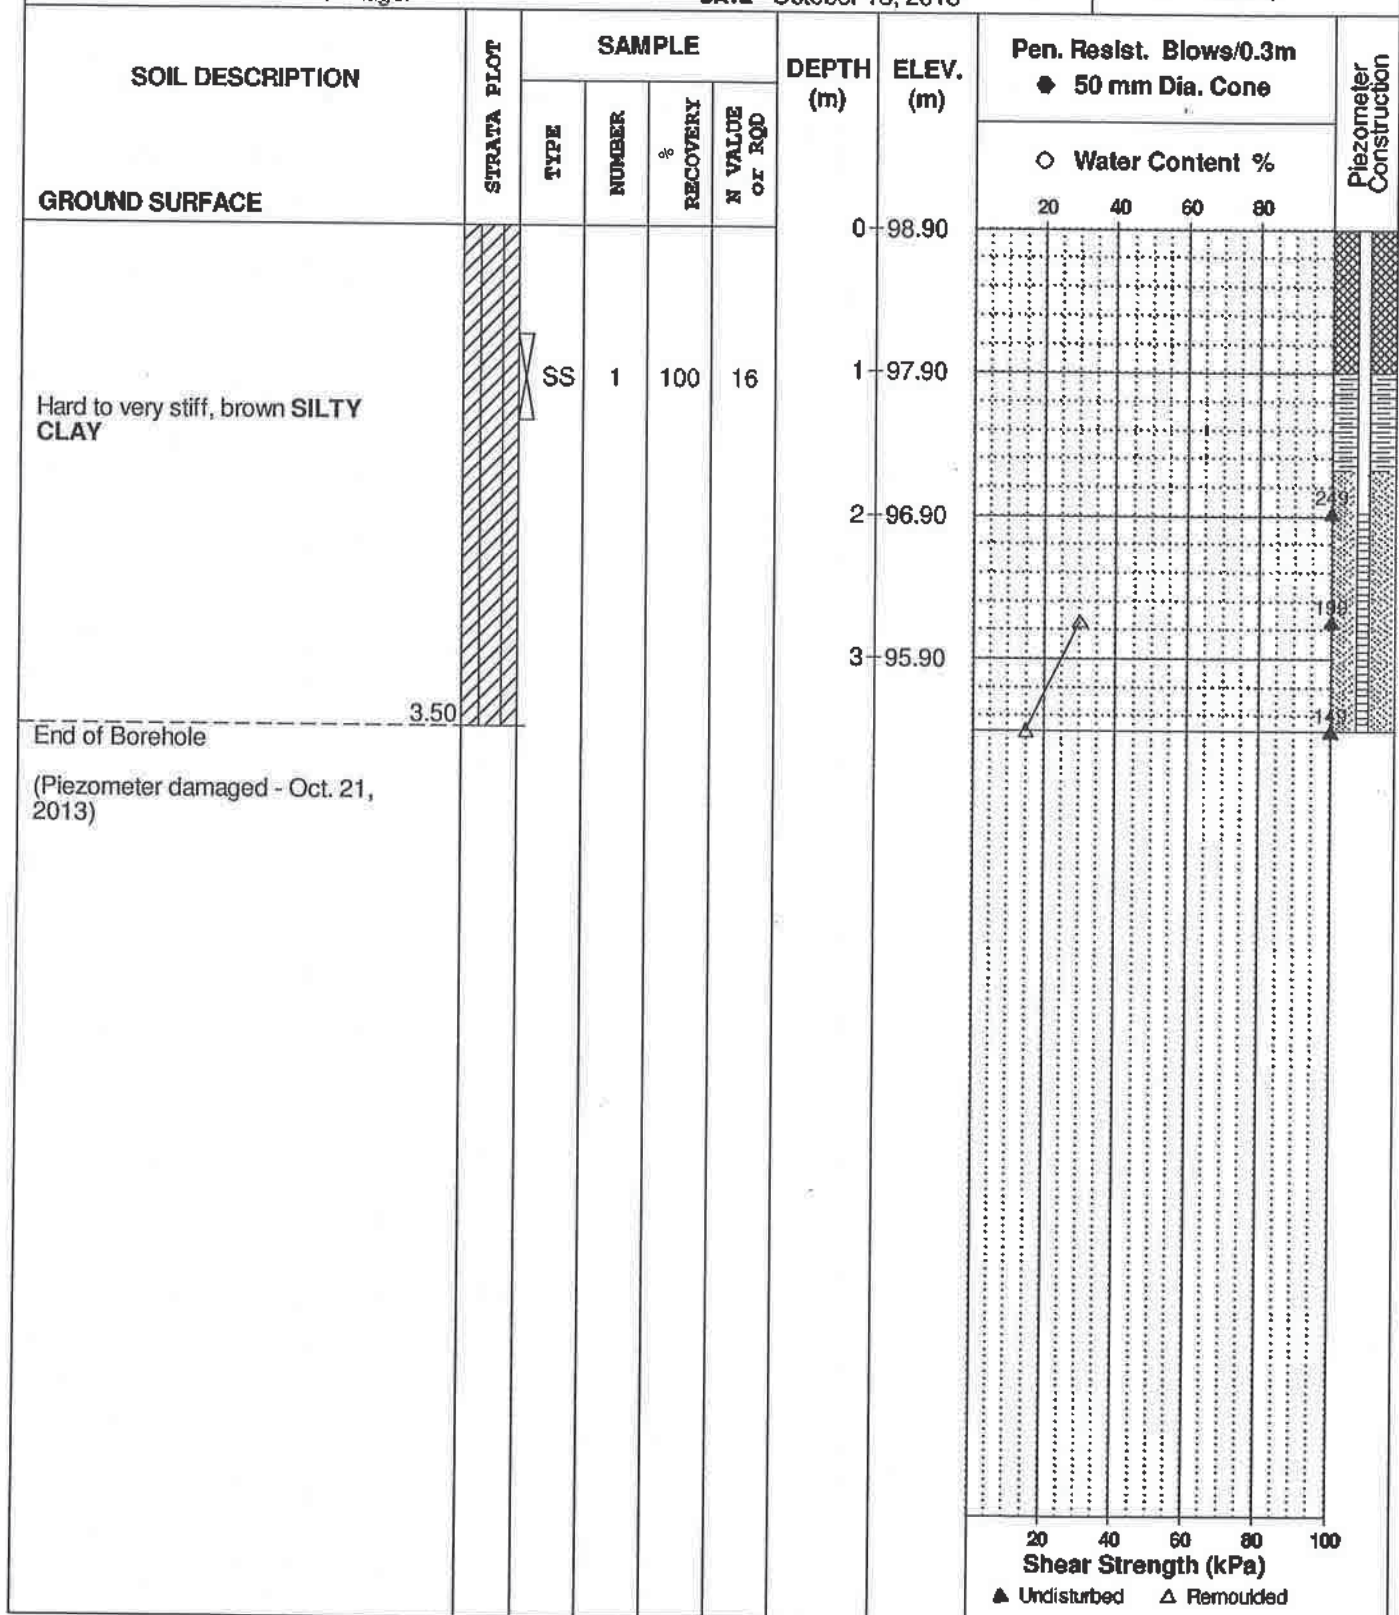 DATE October
SOIL DESCRIPTION
GROUND SURFACE
STRATA PLOT
SAMPLE
TYPE
NUMBER
% RECOVERY
N VALUE or RQD
DEPTH (m)
ELEV. (m)
Pen. Resist. Blows/0.3m
● 50 mm Dia. Cone
○ Water Content %
20 40 60 80
Piezometer Construction
0 98.90
SS 1 100 16
1 97.90
Hard to very stiff, brown SILTY
CLAY
249
2 96.90
3 95.90
3.50
149
End of Borehole
(Piezometer damaged - Oct. 21,
2013)
20 40 60 80 100
Shear Strength (kPa)
▲ Undisturbed △ Remoulded